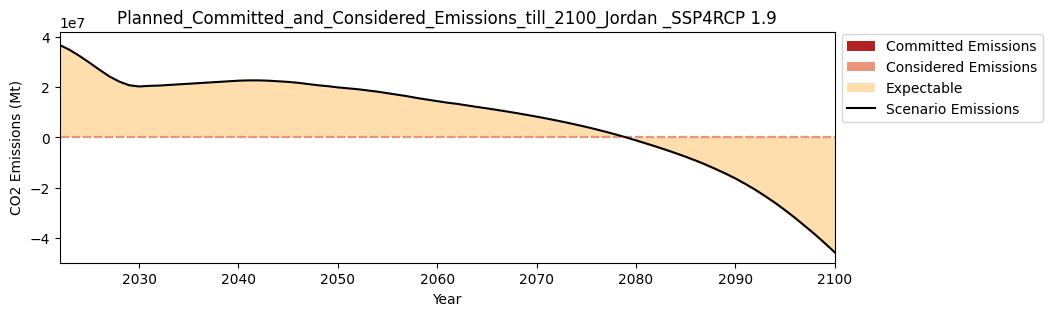 Planned_Committed_and_Considered_Emissions_till_2100_Jordan _SSP4RCP 1.9
1e7
4
2
0
−2
−4
CO2 Emissions (Mt)
2030 2040 2050 2060 2070 2080 2090 2100
Year
Committed Emissions
Considered Emissions
Expectable
Scenario Emissions